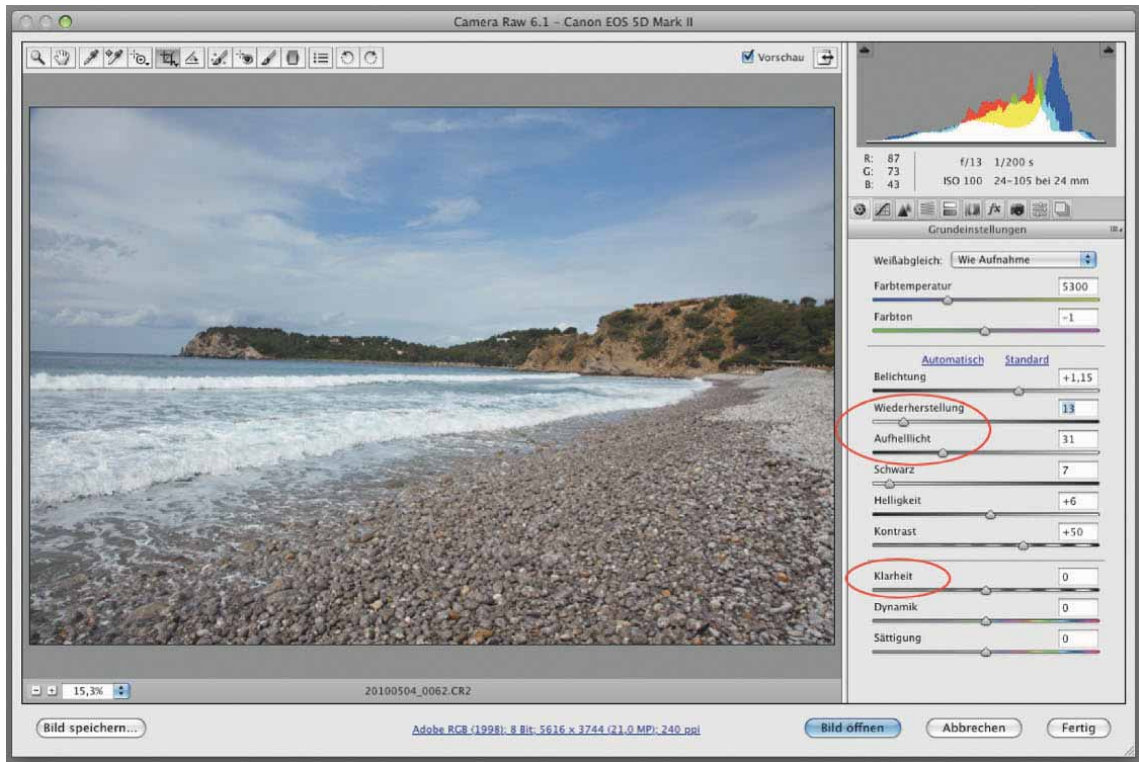 Camera Raw 6.1 – Canon EOS 5D Mark II
Vorschau
R: 87
G: 73
B: 43
f/13 1/200 s
ISO 100 24–105 bei 24 mm
Grundeinstellungen
Weißabgleich: Wie Aufnahme
Farbtemperatur 5300
Farbton -1
Automatisch Standard
Belichtung +1,15
Wiederherstellung 13
Aufhelllicht 31
Schwarz 7
Helligkeit +6
Kontrast +50
Klarheit 0
Dynamik 0
Sättigung 0
15,3%
20100504_0062.CR2
Bild speichern...
Adobe RGB (1998); 8 Bit; 5616 x 3744 (21,0 MP); 240 ppi
Bild öffnen
Abbrechen
Fertig